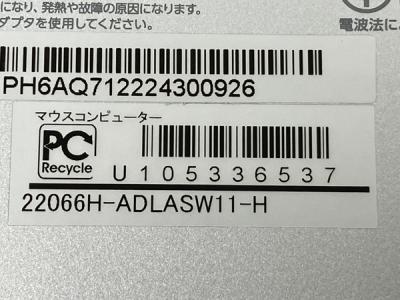 になり、発熱や故障の原因になります。
ダプタを使用してください。
電波法によ
PH6AQ712224300926
マウスコンピューター
PC
Recycle
U105336537
22066H-ADLASW11-H